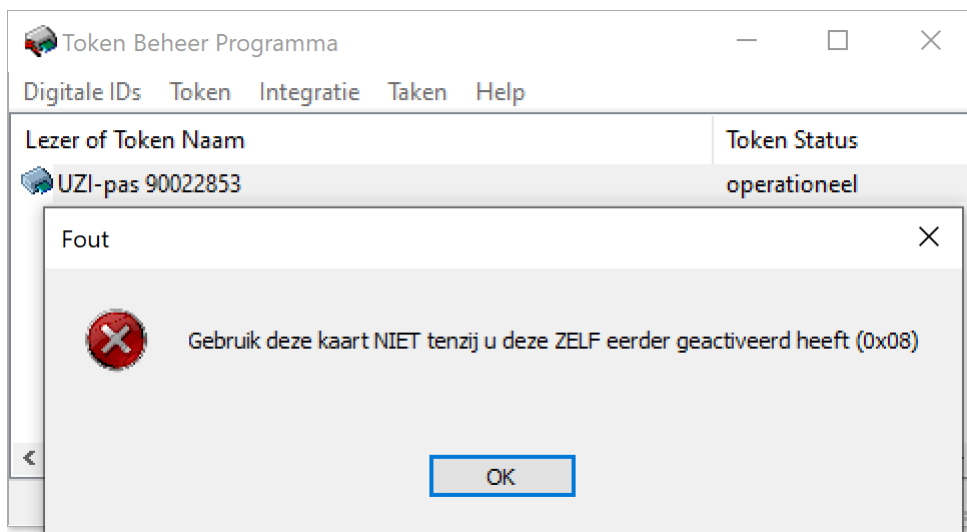 Token Beheer Programma
Digitale IDs Token Integratie Taken Help
Lezer of Token Naam Token Status
UZI-pas 90022853 operationeel
Fout
Gebruik deze kaart NIET tenzij u deze ZELF eerder geactiveerd heeft (0x08)
OK